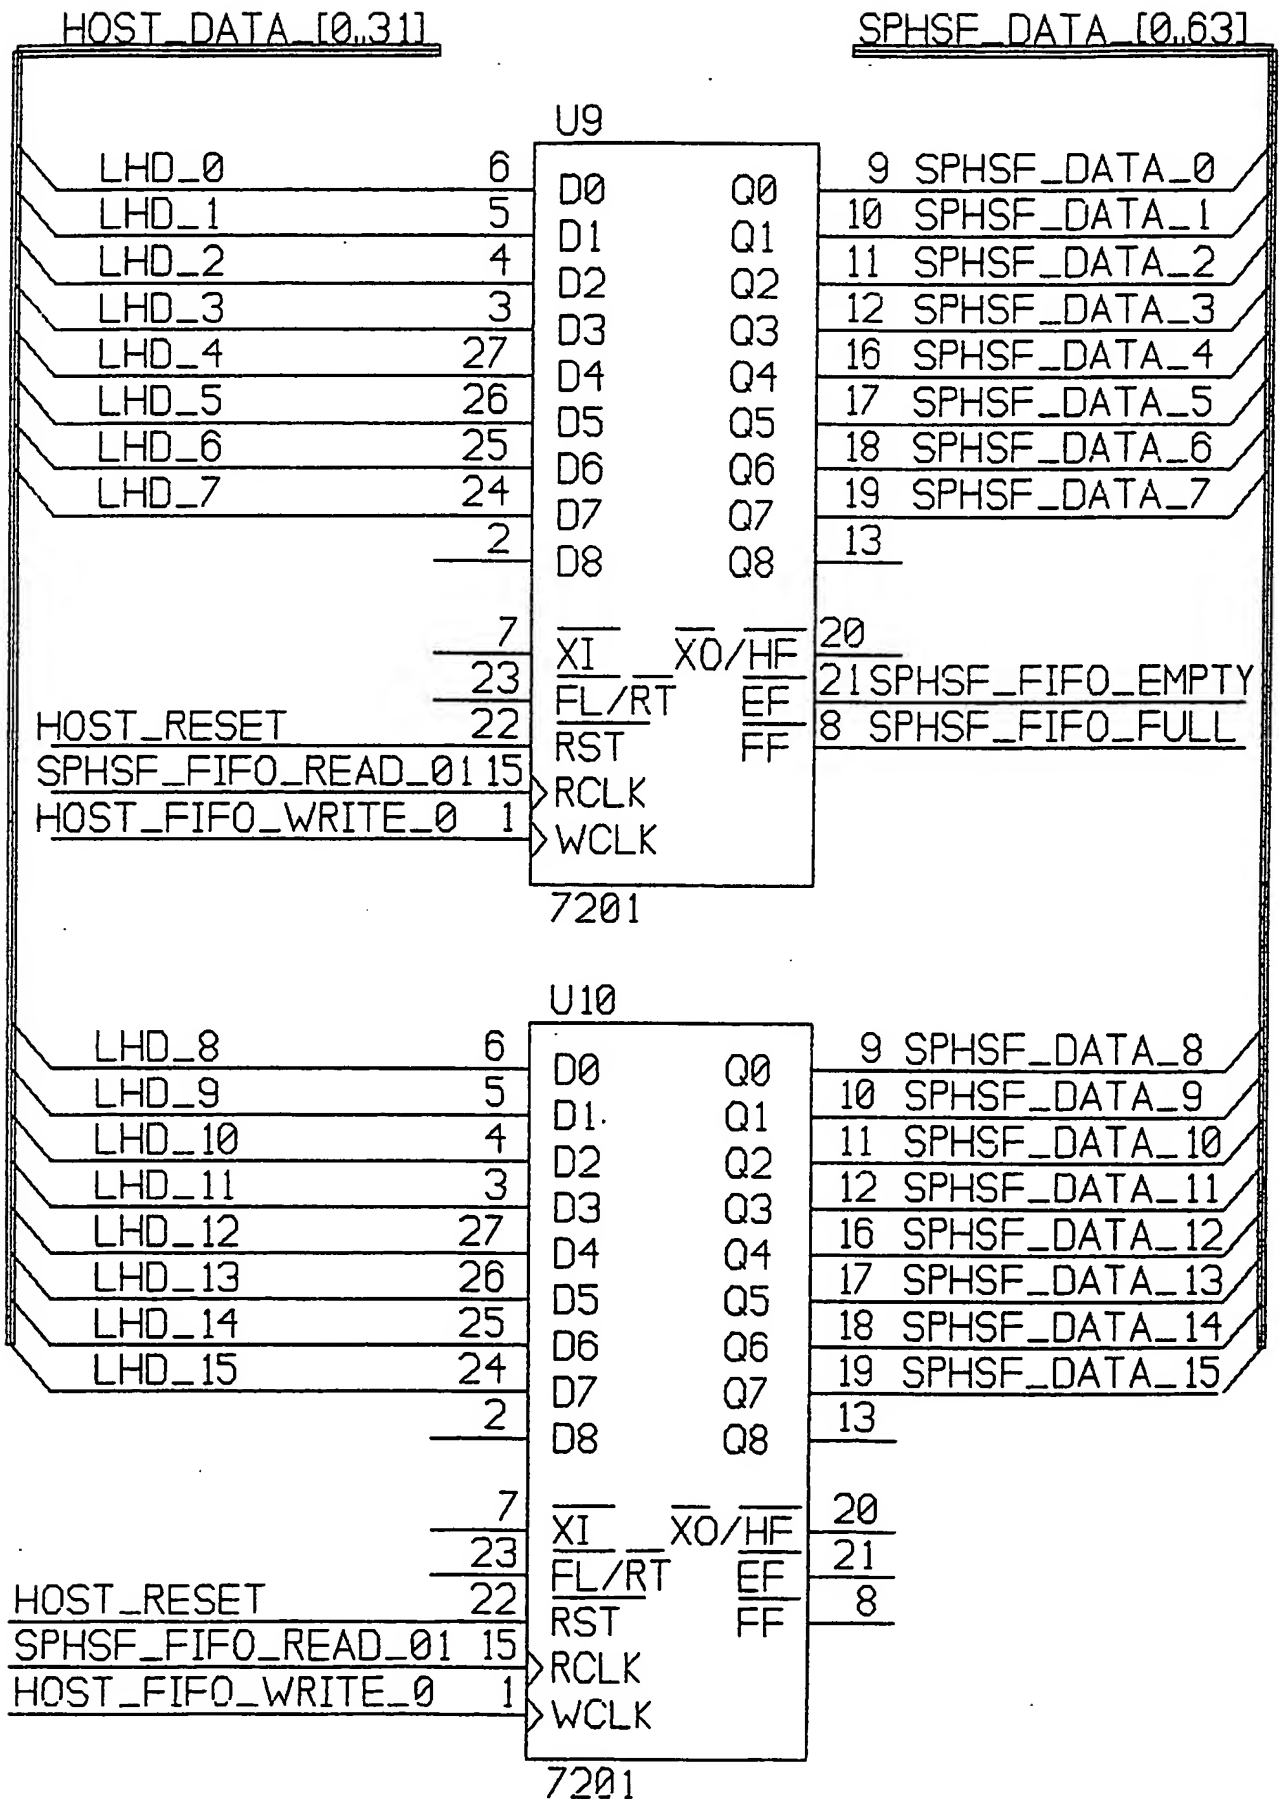 HOST_DATA_[0..31] SPHSF_DATA_[0..63]
U9
LHD_0 6 D0 Q0 9 SPHSF_DATA_0
LHD_1 5 D1 Q1 10 SPHSF_DATA_1
LHD_2 4 D2 Q2 11 SPHSF_DATA_2
LHD_3 3 D3 Q3 12 SPHSF_DATA_3
LHD_4 27 D4 Q4 16 SPHSF_DATA_4
LHD_5 26 D5 Q5 17 SPHSF_DATA_5
LHD_6 25 D6 Q6 18 SPHSF_DATA_6
LHD_7 24 D7 Q7 19 SPHSF_DATA_7
2 D8 Q8 13
7 XI XO/HF 20
23 FL/RT EF 21 SPHSF_FIFO_EMPTY
HOST_RESET 22 RST FF 8 SPHSF_FIFO_FULL
SPHSF_FIFO_READ_01 15 RCLK
HOST_FIFO_WRITE_0 1 WCLK
7201
U10
LHD_8 6 D0 Q0 9 SPHSF_DATA_8
LHD_9 5 D1 Q1 10 SPHSF_DATA_9
LHD_10 4 D2 Q2 11 SPHSF_DATA_10
LHD_11 3 D3 Q3 12 SPHSF_DATA_11
LHD_12 27 D4 Q4 16 SPHSF_DATA_12
LHD_13 26 D5 Q5 17 SPHSF_DATA_13
LHD_14 25 D6 Q6 18 SPHSF_DATA_14
LHD_15 24 D7 Q7 19 SPHSF_DATA_15
2 D8 Q8 13
7 XI XO/HF 20
23 FL/RT EF 21
HOST_RESET 22 RST FF 8
SPHSF_FIFO_READ_01 15 RCLK
HOST_FIFO_WRITE_0 1 WCLK
7201